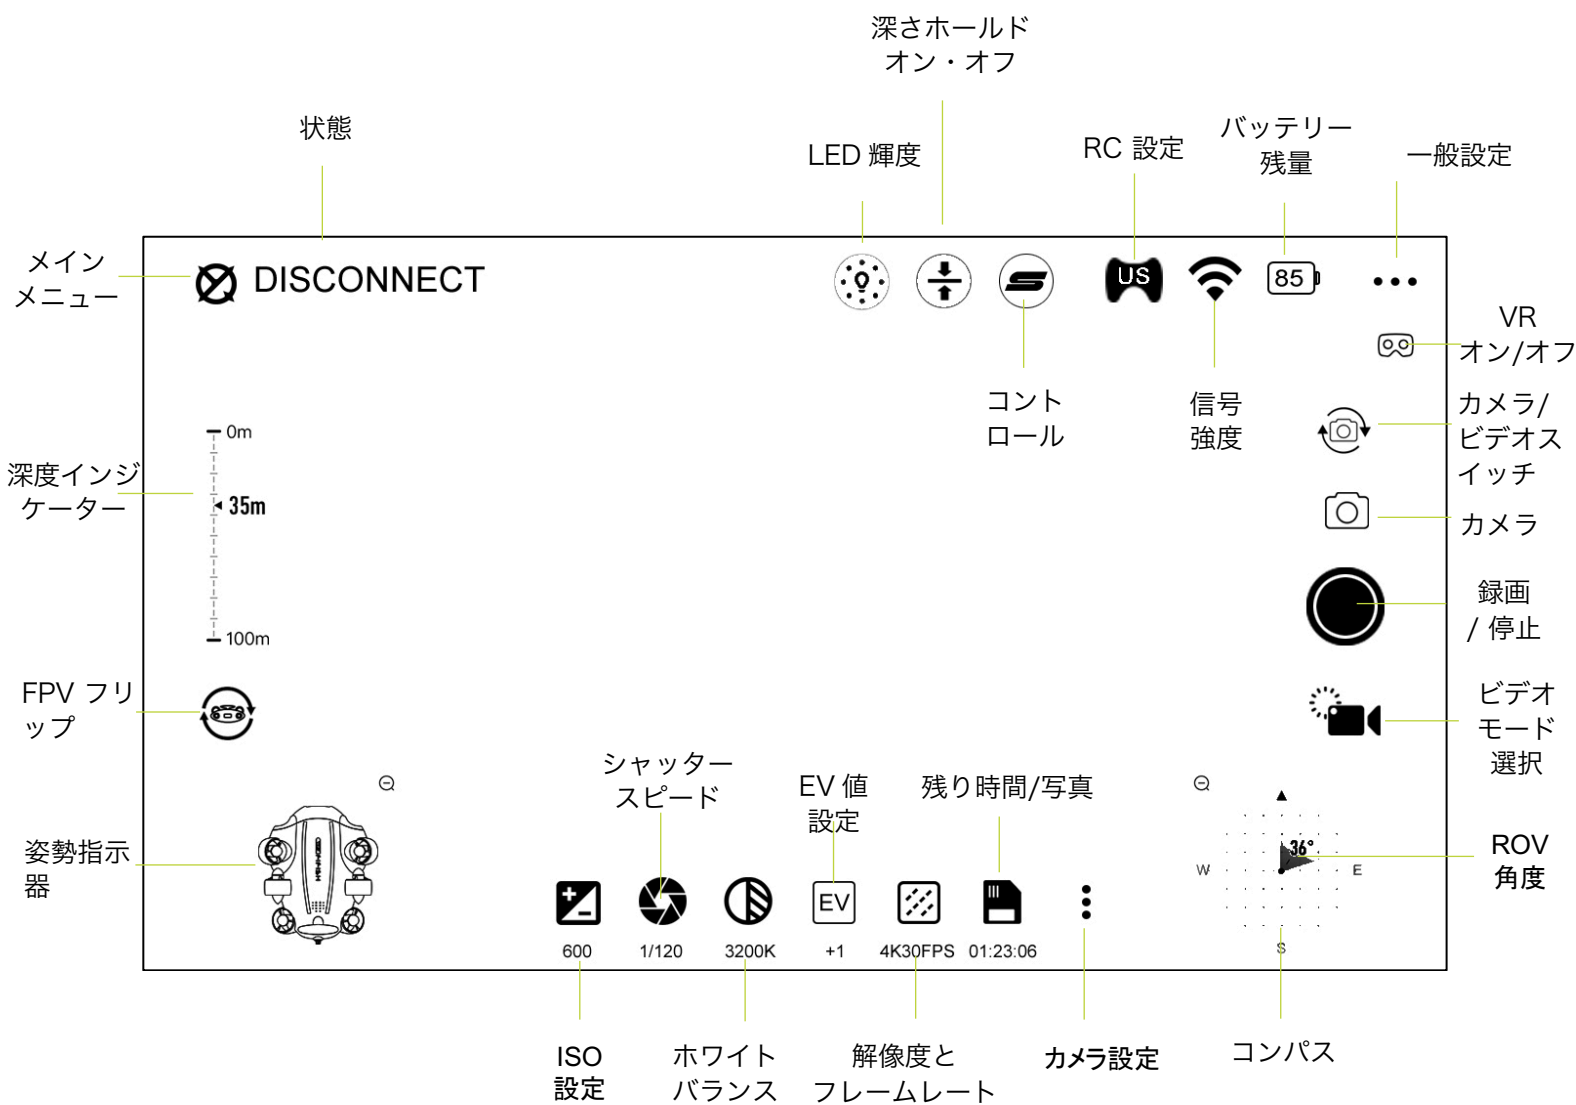 深さホールド
オン・オフ
状態
LED 輝度
RC 設定
バッテリー
残量
一般設定
メイン
メニュー
DISCONNECT
US
85
VR
オン/オフ
コント
ロール
信号
強度
カメラ/
ビデオス
イッチ
0m
深度インジ
ケーター
35m
カメラ
100m
録画
/ 停止
FPV フリ
ップ
ビデオ
モード
選択
シャッター
スピード
EV 値
設定
残り時間/写真
姿勢指示
器
36°
W
E
S
ROV
角度
EV
600
1/120
3200K
+1
4K30FPS
01:23:06
ISO
設定
ホワイト
バランス
解像度と
フレームレート
カメラ設定
コンパス